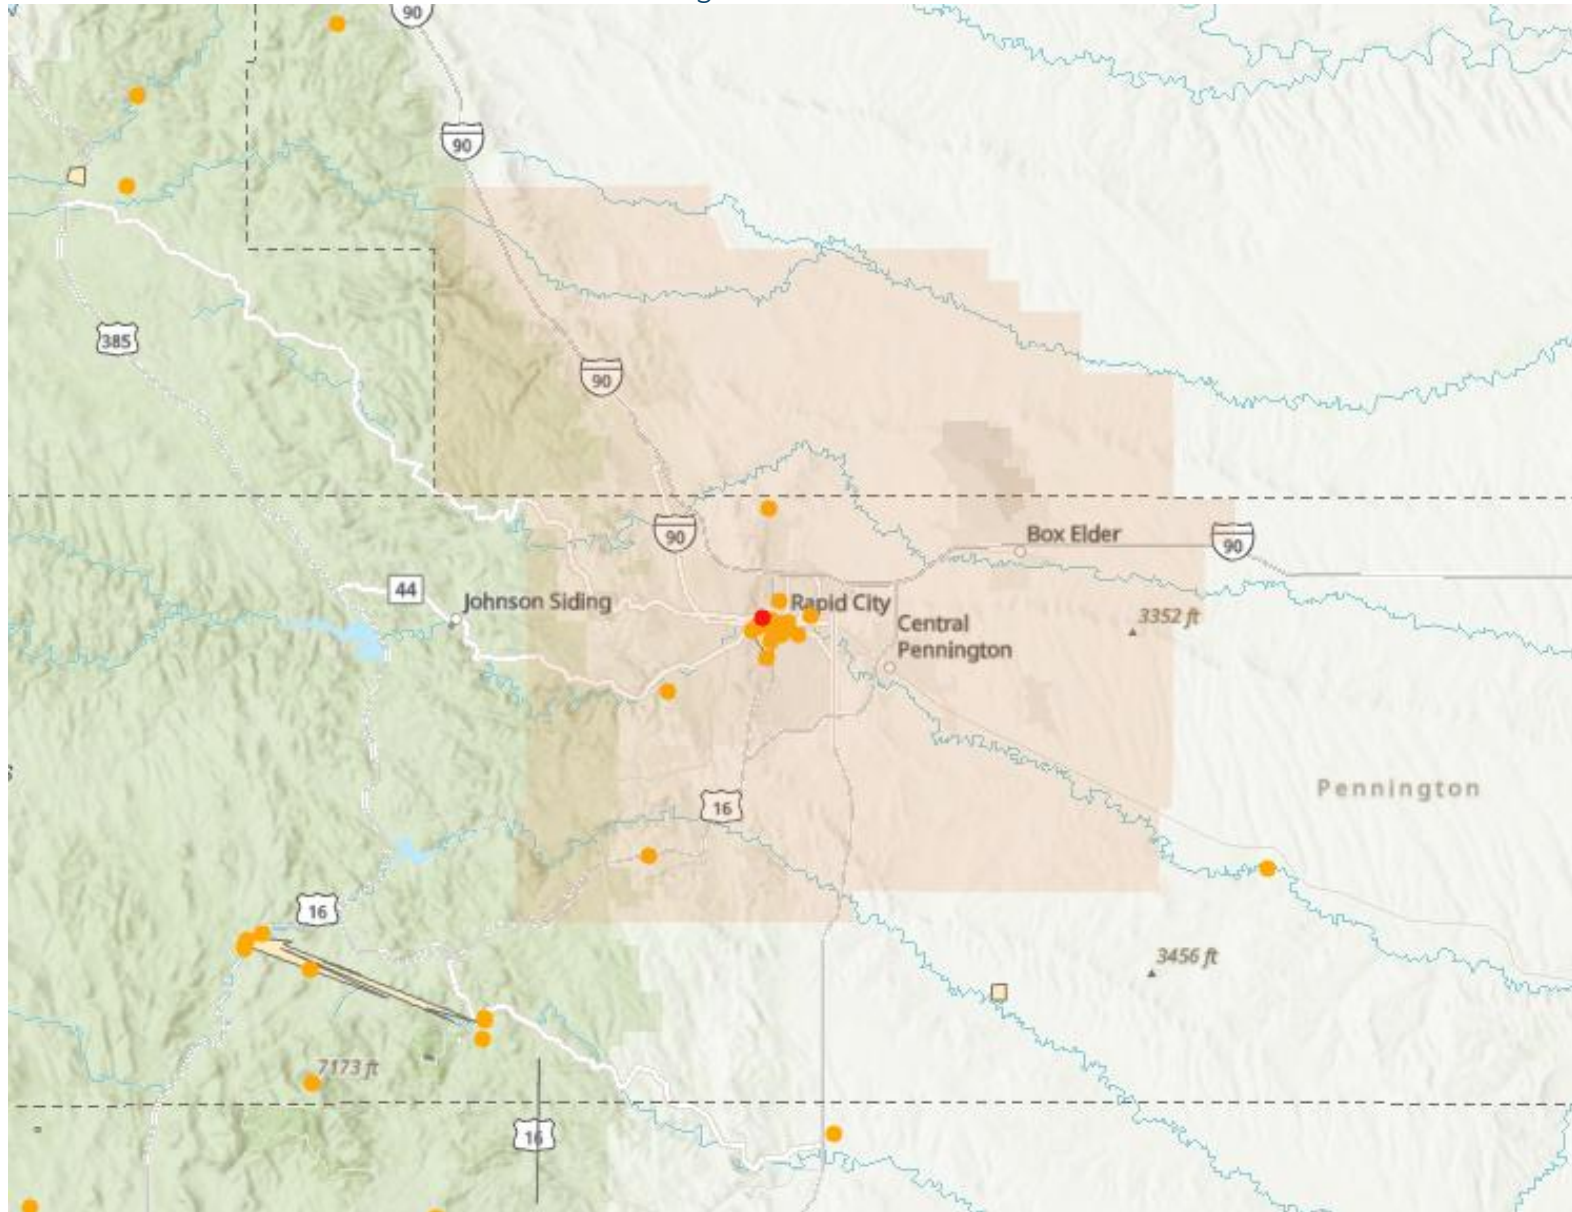 90
90
385
90
90
Box Elder
90
44
Johnson Siding
Rapid City
3352 ft
Central
Pennington
Pennington
16
16
3456 ft
7173 ft
16